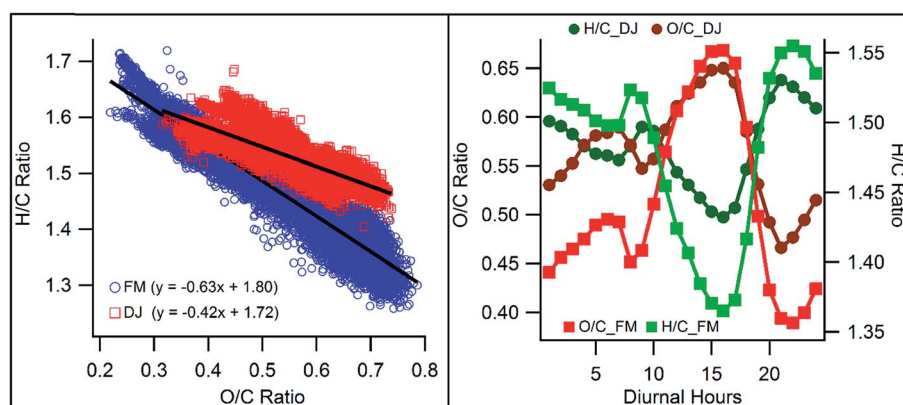 1.7
1.6
1.5
1.4
1.3
H/C Ratio
FM (y = -0.63x + 1.80)
DJ (y = -0.42x + 1.72)
0.2 0.3 0.4 0.5 0.6 0.7 0.8
O/C Ratio
H/C_DJ O/C_DJ
0.65
0.60
0.55
0.50
0.45
0.40
O/C Ratio
1.55
1.50
1.45
1.40
1.35
H/C Ratio
O/C_FM H/C_FM
5 10 15 20
Diurnal Hours